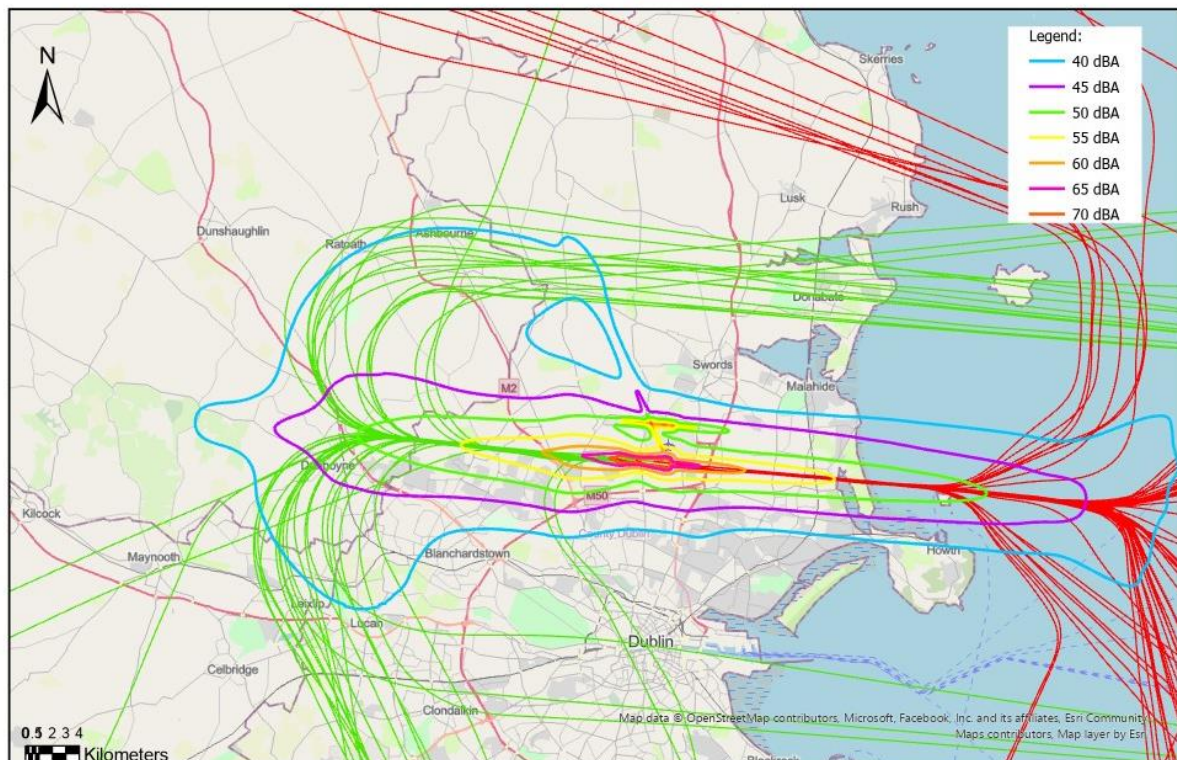 Legend:
40 dBA
45 dBA
50 dBA
55 dBA
60 dBA
65 dBA
70 dBA
N
Skerries
Lusk
Rush
Dunshaughlin
Ratoath
Ashbourne
Donabate
Swords
Malahide
M2
Dunboyne
M50
Kilcock
County Dublin
Maynooth
Blanchardstown
Howth
Leixlip
Lucan
Dublin
Celbridge
Clondalkin
Map data © OpenStreetMap contributors, Microsoft, Facebook, Inc. and its affiliates, Esri Community
Maps contributors, Map layer by Esri
0.5 1 2 3 4
Kilometers